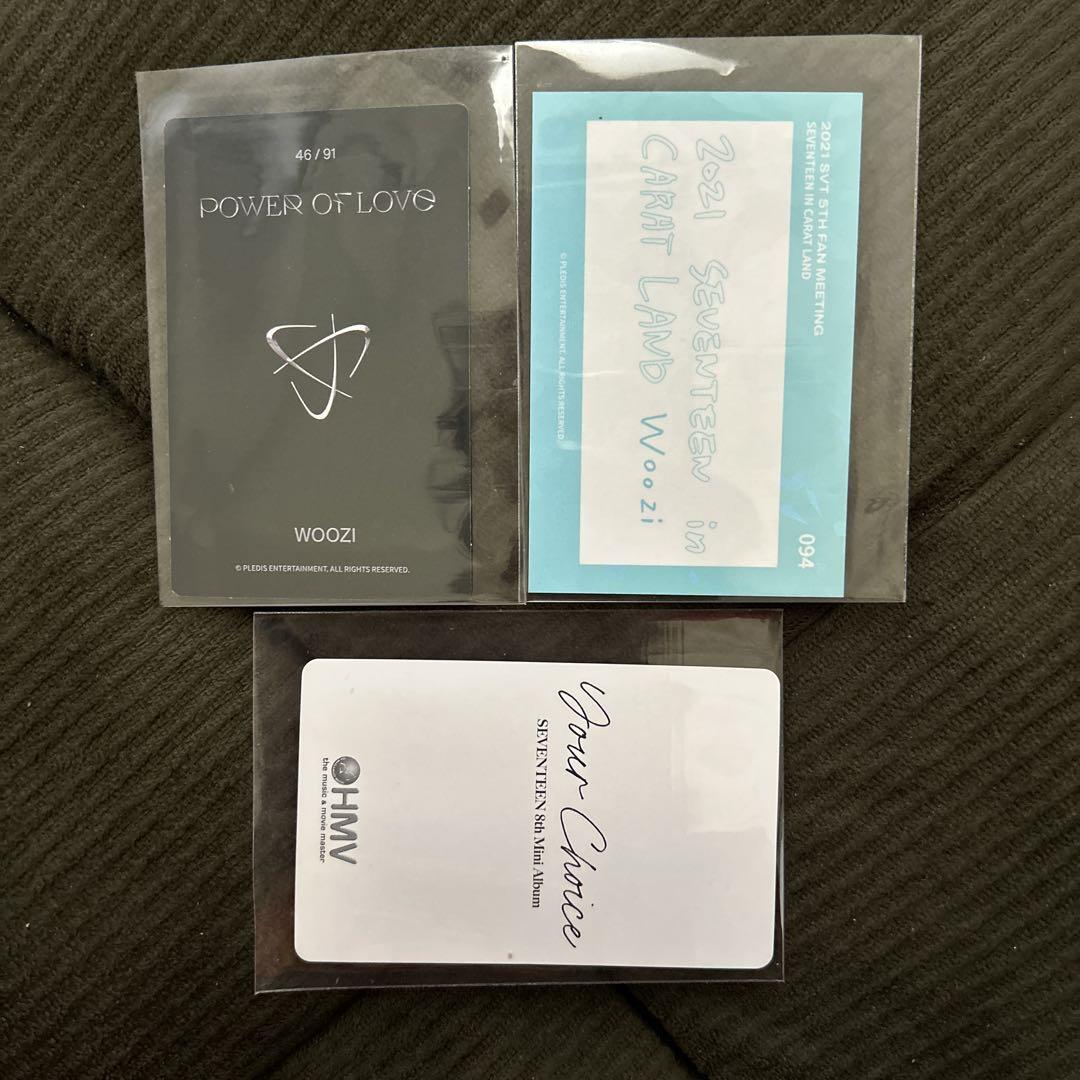 46 / 91
POWER OF LOVE
WOOZI
© PLEDIS ENTERTAINMENT, ALL RIGHTS RESERVED.
2021 SVT 5TH FAN MEETING
SEVENTEEN IN CARAT LAND
2021 SEVENTEEN in
CARAT LAND Woozi
© PLEDIS ENTERTAINMENT. ALL RIGHTS RESERVED.
094
Your Choice
SEVENTEEN 8th Mini Album
HMV
the music & movie master